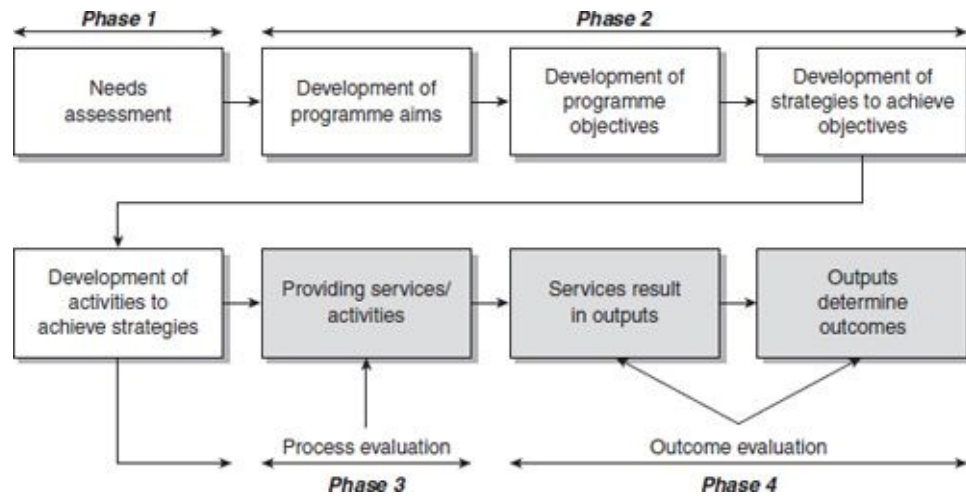 Phase 1
Phase 2
Needs
assessment
Development of
programme aims
Development of
programme
objectives
Development of
strategies to achieve
objectives
Development of
activities to
achieve strategies
Providing services/
activities
Services result
in outputs
Outputs
determine
outcomes
Process evaluation
Outcome evaluation
Phase 3
Phase 4